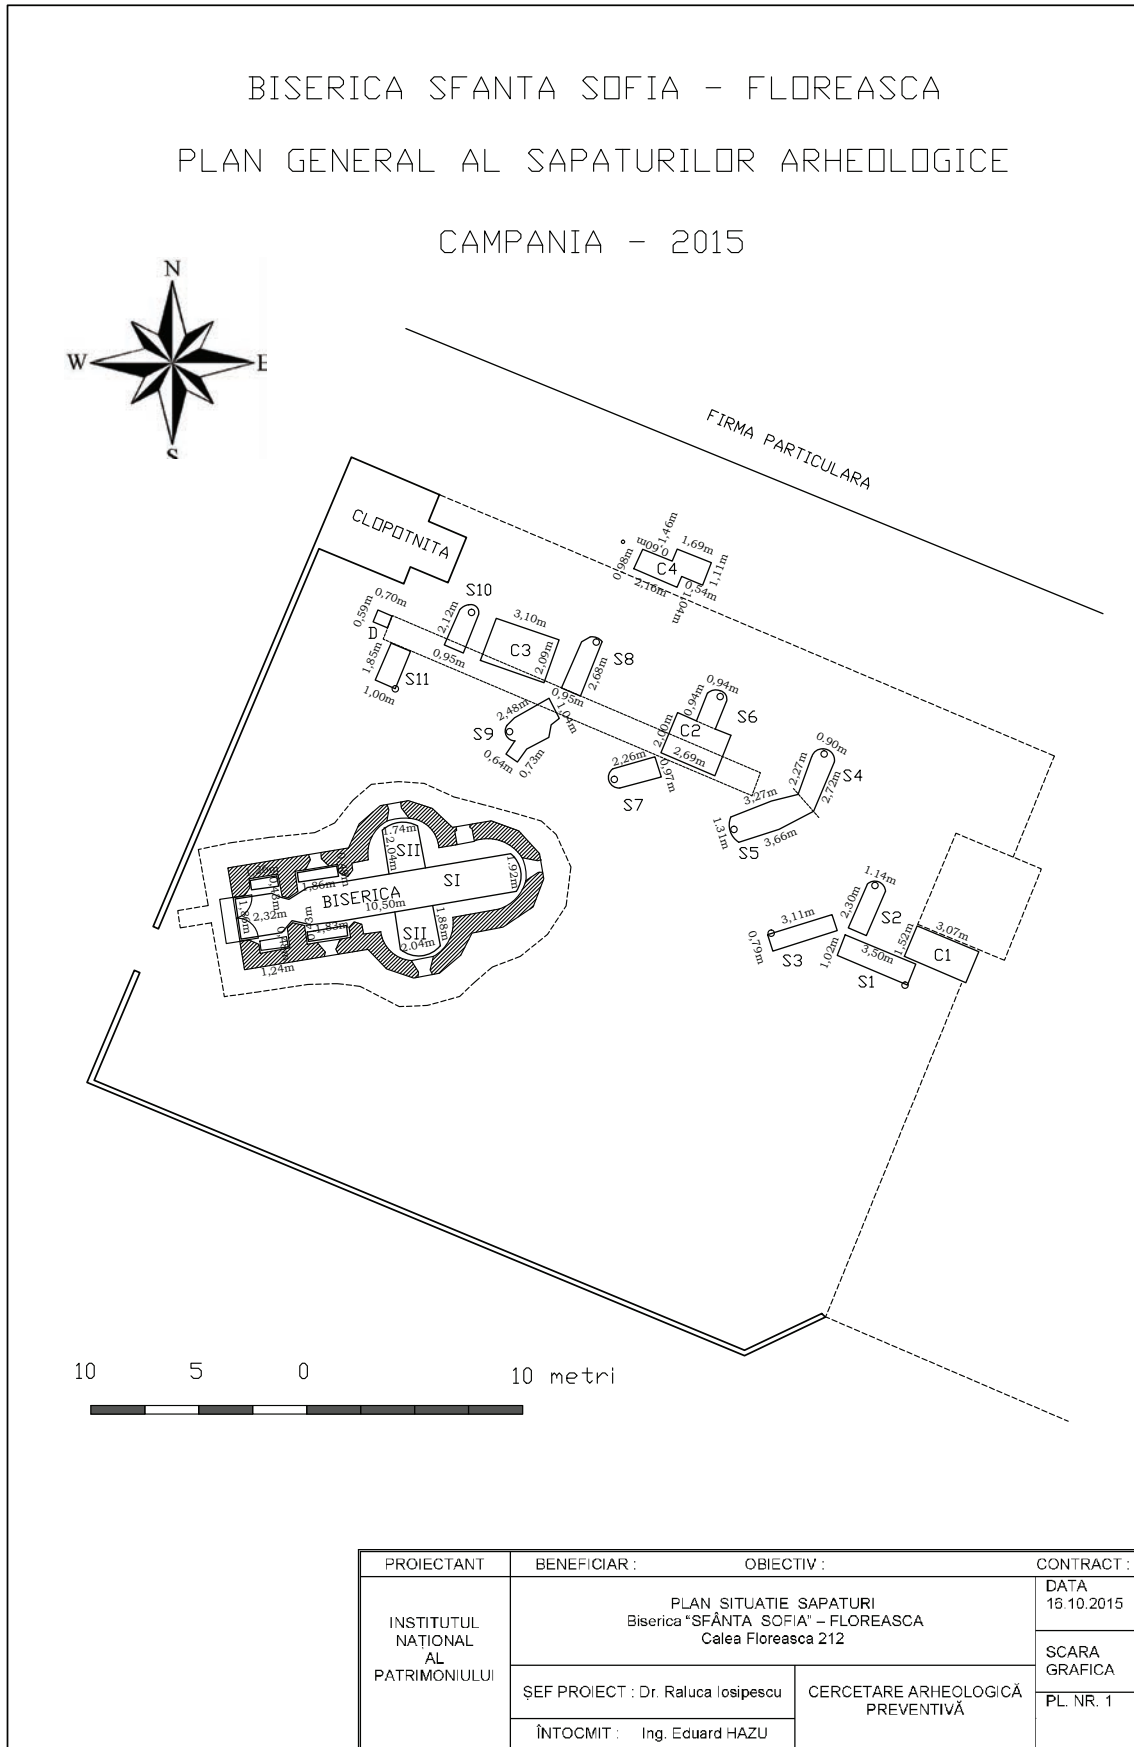 BISERICA SFANTA SOFIA - FLOREASCA
PLAN GENERAL AL SAPATURILOR ARHEOLOGICE
CAMPANIA - 2015
N
W
E
S
FIRMA PARTICULARA
CLOPOTNITA
1,46m
0,60m
1,69m
0,98m
C4
1,11m
2,16m
0,54m
1,04m
S10
0,70m
0,59m
D
2,12m
0,95m
3,10m
C3
2,09m
S8
2,68m
0,95m
1,85m
S11
1,00m
2,48m
1,04m
S9
0,64m
0,73m
0,94m
0,94m
S6
C2
2,00m
2,69m
2,26m
0,97m
S7
0.90m
2,27m
S4
2,72m
3,27m
1.31m
3,66m
S5
1.14m
2,30m
S2
3,11m
0,79m
S3
1,02m
3,50m
S1
1,52m
3,07m
C1
1.74m
2,04m
SII
1.92m
SI
BISERICA
10,50m
1,86m
1,86m
2,32m
1,83m
1,24m
SII
1,88m
2.04m
10 5 0 10 metri
PROIECTANT
BENEFICIAR : OBIECTIV : CONTRACT :
INSTITUTUL
NAȚIONAL
AL
PATRIMONIULUI
PLAN SITUATIE SAPATURI
Biserica "SFÂNTA SOFIA" – FLOREASCA
Calea Floreasca 212
DATA
16.10.2015
SCARA
GRAFICA
ȘEF PROIECT : Dr. Raluca Iosipescu
CERCETARE ARHEOLOGICĂ
PREVENTIVĂ
PL. NR. 1
ÎNTOCMIT : Ing. Eduard HAZU